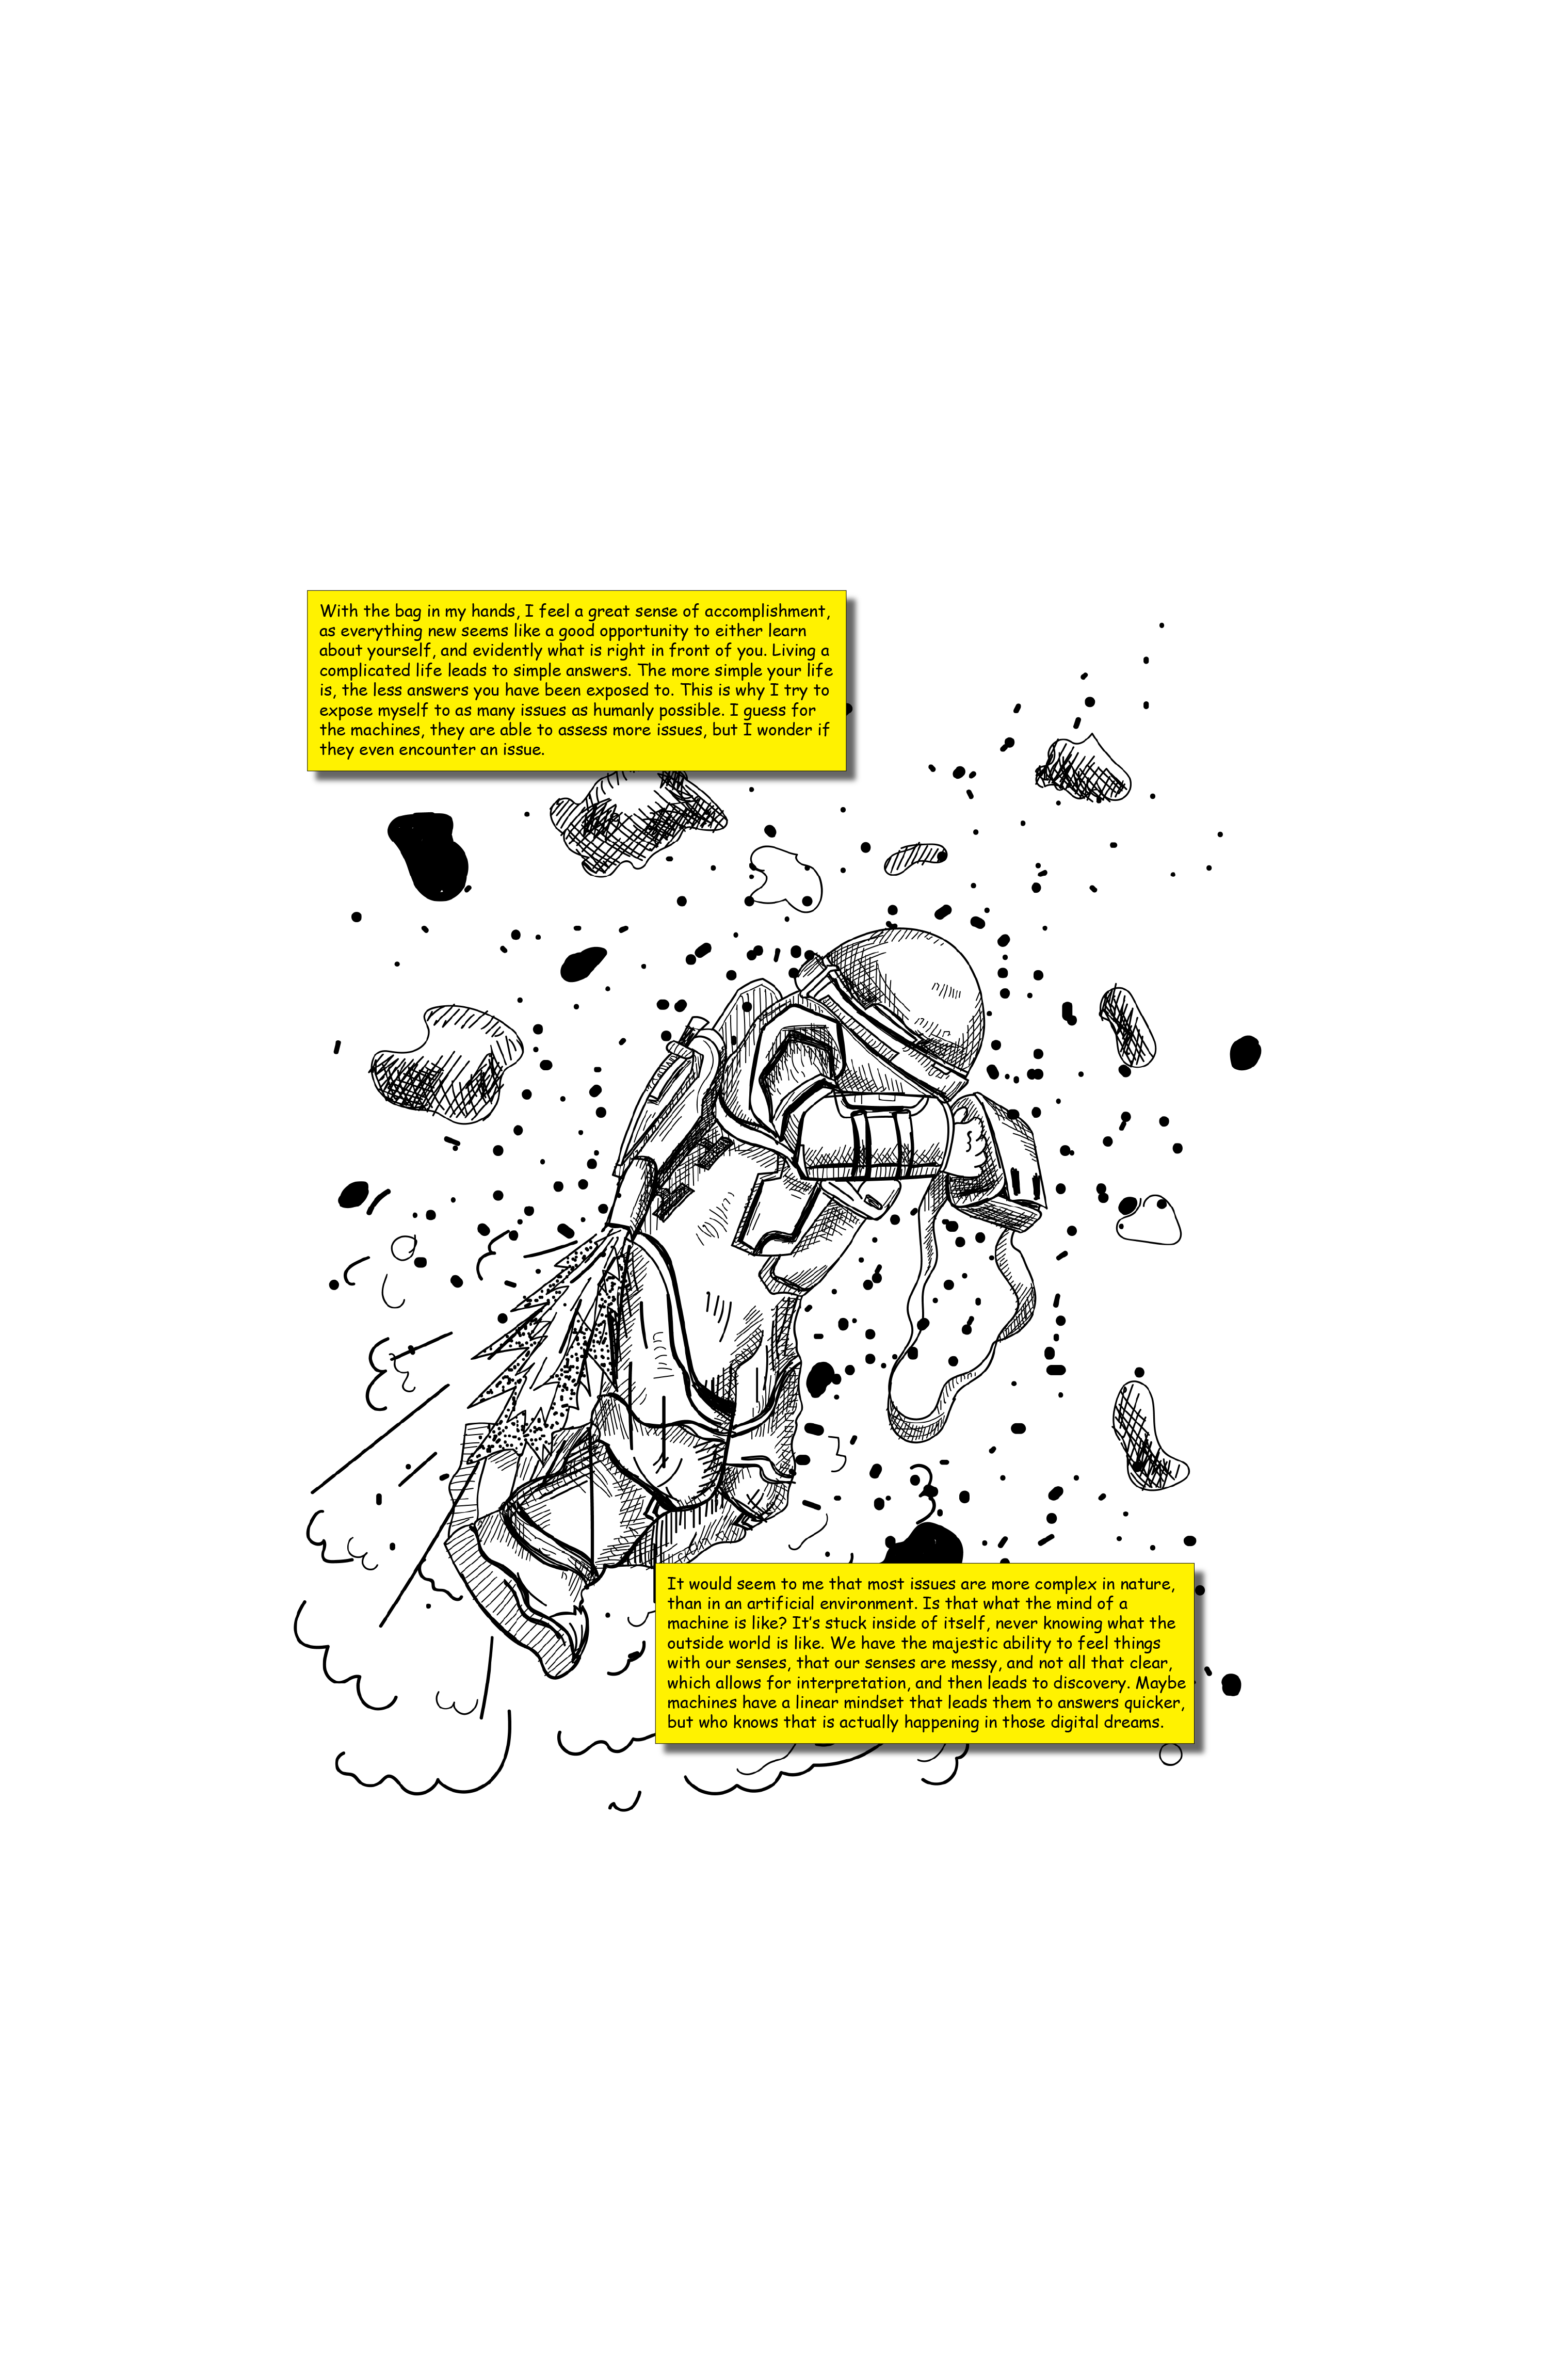 With the bag in my hands, I feel a great sense of accomplishment,
as everything new seems like a good opportunity to either learn
about yourself, and evidently what is right in front of you. Living a
complicated life leads to simple answers. The more simple your life
is, the less answers you have been exposed to. This is why I try to
expose myself to as many issues as humanly possible. I guess for
the machines, they are able to assess more issues, but I wonder if
they even encounter an issue.
It would seem to me that most issues are more complex in nature,
than in an artificial environment. Is that what the mind of a
machine is like? It's stuck inside of itself, never knowing what the
outside world is like. We have the majestic ability to feel things
with our senses, that our senses are messy, and not all that clear,
which allows for interpretation, and then leads to discovery. Maybe
machines have a linear mindset that leads them to answers quicker,
but who knows that is actually happening in those digital dreams.